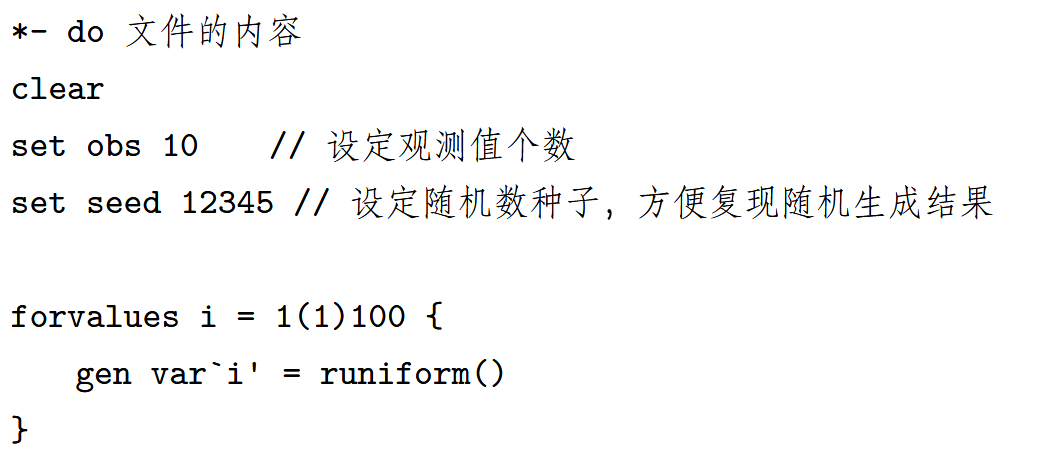 *- do 文件的内容
clear
set obs 10    // 设定观测值个数
set seed 12345 // 设定随机数种子，方便复现随机生成结果
forvalues i = 1(1)100 {
    gen var`i' = runiform()
}